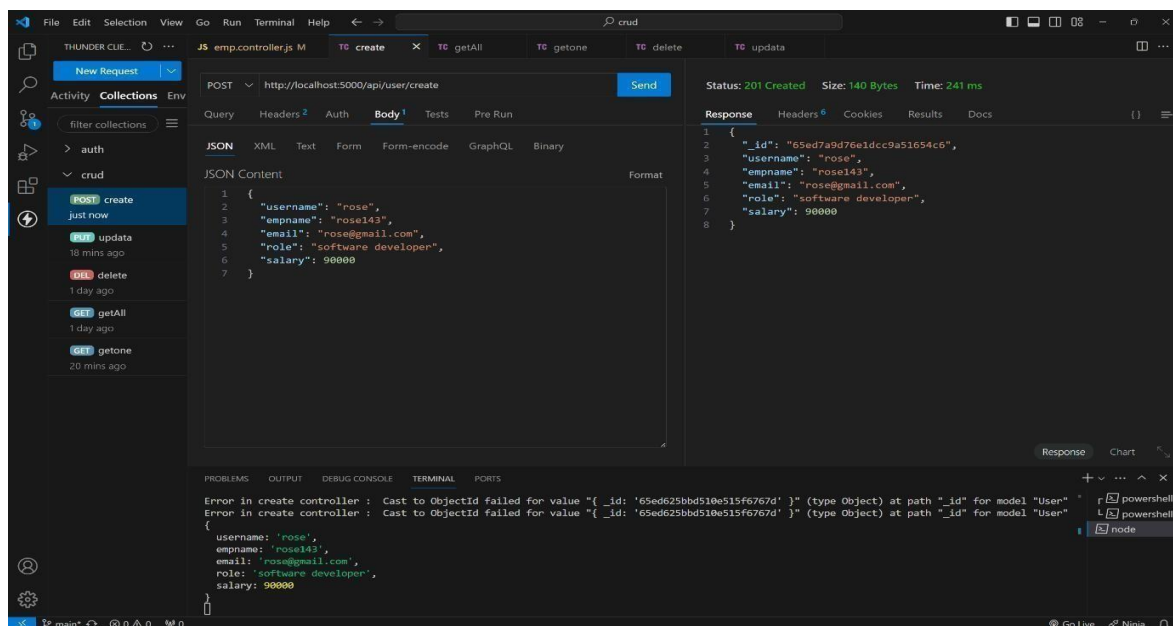 File Edit Selection View Go Run Terminal Help
crud
THUNDER CLIE...
JS emp.controller.js M
TC create
TC getAll
TC getone
TC delete
TC updata
New Request
Activity Collections Env
filter collections
auth
crud
POST create
just now
PUT updata
18 mins ago
DEL delete
1 day ago
GET getAll
1 day ago
GET getone
20 mins ago
POST http://localhost:5000/api/user/create
Send
Query Headers 2 Auth Body 1 Tests Pre Run
JSON XML Text Form Form-encode GraphQL Binary
JSON Content
Format
1 {
2 "username": "rose",
3 "empname": "rose143",
4 "email": "rose@gmail.com",
5 "role": "software developer",
6 "salary": 90000
7 }
Status: 201 Created Size: 140 Bytes Time: 241 ms
Response Headers 6 Cookies Results Docs
{ }
1 {
2 "_id": "65ed7a9d76e1dcc9a51654c6",
3 "username": "rose",
4 "empname": "rose143",
5 "email": "rose@gmail.com",
6 "role": "software developer",
7 "salary": 90000
8 }
Response Chart
PROBLEMS OUTPUT DEBUG CONSOLE TERMINAL PORTS
Error in create controller : Cast to ObjectId failed for value "{ _id: '65ed625bbd510e515f6767d' }" (type Object) at path "_id" for model "User"
Error in create controller : Cast to ObjectId failed for value "{ _id: '65ed625bbd510e515f6767d' }" (type Object) at path "_id" for model "User"
{
username: 'rose',
empname: 'rose143',
email: 'rose@gmail.com',
role: 'software developer',
salary: 90000
}
powershell
powershell
node
main* 0 0 0
Go Live Ninja